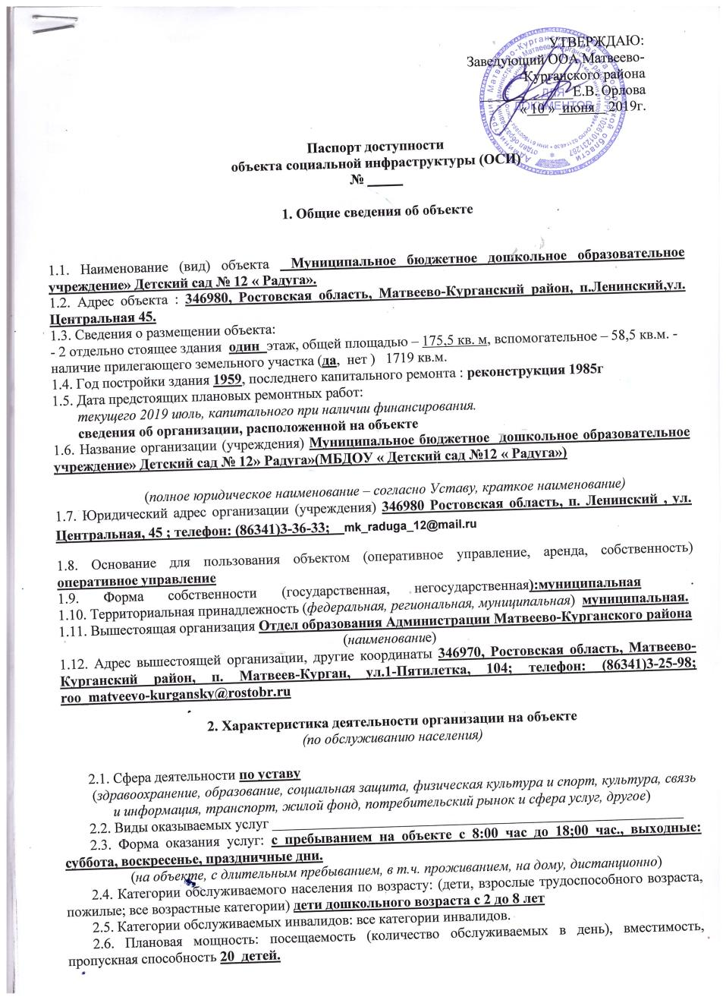 УТВЕРЖДАЮ:
Заведующий ООА Матвеево-
Курганского района
____________Е.В. Орлова
« 10 » июня 2019г.
ДЛЯ
ДОКУМЕНТОВ
Паспорт доступности
объекта социальной инфраструктуры (ОСИ)
№ _____
1. Общие сведения об объекте
1.1. Наименование (вид) объекта Муниципальное бюджетное дошкольное образовательное
учреждение» Детский сад № 12 « Радуга».
1.2. Адрес объекта : 346980, Ростовская область, Матвеево-Курганский район, п.Ленинский,ул.
Центральная 45.
1.3. Сведения о размещении объекта:
- 2 отдельно стоящее здания один этаж, общей площадью – 175,5 кв. м, вспомогательное – 58,5 кв.м. -
наличие прилегающего земельного участка (да, нет ) 1719 кв.м.
1.4. Год постройки здания 1959, последнего капитального ремонта : реконструкция 1985г
1.5. Дата предстоящих плановых ремонтных работ:
текущего 2019 июль, капитального при наличии финансирования.
сведения об организации, расположенной на объекте
1.6. Название организации (учреждения) Муниципальное бюджетное дошкольное образовательное
учреждение» Детский сад № 12» Радуга»(МБДОУ « Детский сад №12 « Радуга»)
(полное юридическое наименование – согласно Уставу, краткое наименование)
1.7. Юридический адрес организации (учреждения) 346980 Ростовская область, п. Ленинский , ул.
Центральная, 45 ; телефон: (86341)3-36-33; mk_raduga_12@mail.ru
1.8. Основание для пользования объектом (оперативное управление, аренда, собственность)
оперативное управление
1.9. Форма собственности (государственная, негосударственная):муниципальная
1.10. Территориальная принадлежность (федеральная, региональная, муниципальная) муниципальная.
1.11. Вышестоящая организация Отдел образования Администрации Матвеево-Курганского района
(наименование)
1.12. Адрес вышестоящей организации, другие координаты 346970, Ростовская область, Матвеево-
Курганский район, п. Матвеев-Курган, ул.1-Пятилетка, 104; телефон: (86341)3-25-98;
roo_matveevo-kurgansky@rostobr.ru
2. Характеристика деятельности организации на объекте
(по обслуживанию населения)
2.1. Сфера деятельности по уставу
(здравоохранение, образование, социальная защита, физическая культура и спорт, культура, связь
и информация, транспорт, жилой фонд, потребительский рынок и сфера услуг, другое)
2.2. Виды оказываемых услуг ____________________
2.3. Форма оказания услуг: с пребыванием на объекте с 8:00 час до 18;00 час., выходные:
суббота, воскресенье, праздничные дни.
(на объекте, с длительным пребыванием, в т.ч. проживанием, на дому, дистанционно)
2.4. Категории обслуживаемого населения по возрасту: (дети, взрослые трудоспособного возраста,
пожилые; все возрастные категории) дети дошкольного возраста с 2 до 8 лет
2.5. Категории обслуживаемых инвалидов: все категории инвалидов.
2.6. Плановая мощность: посещаемость (количество обслуживаемых в день), вместимость,
пропускная способность 20 детей.